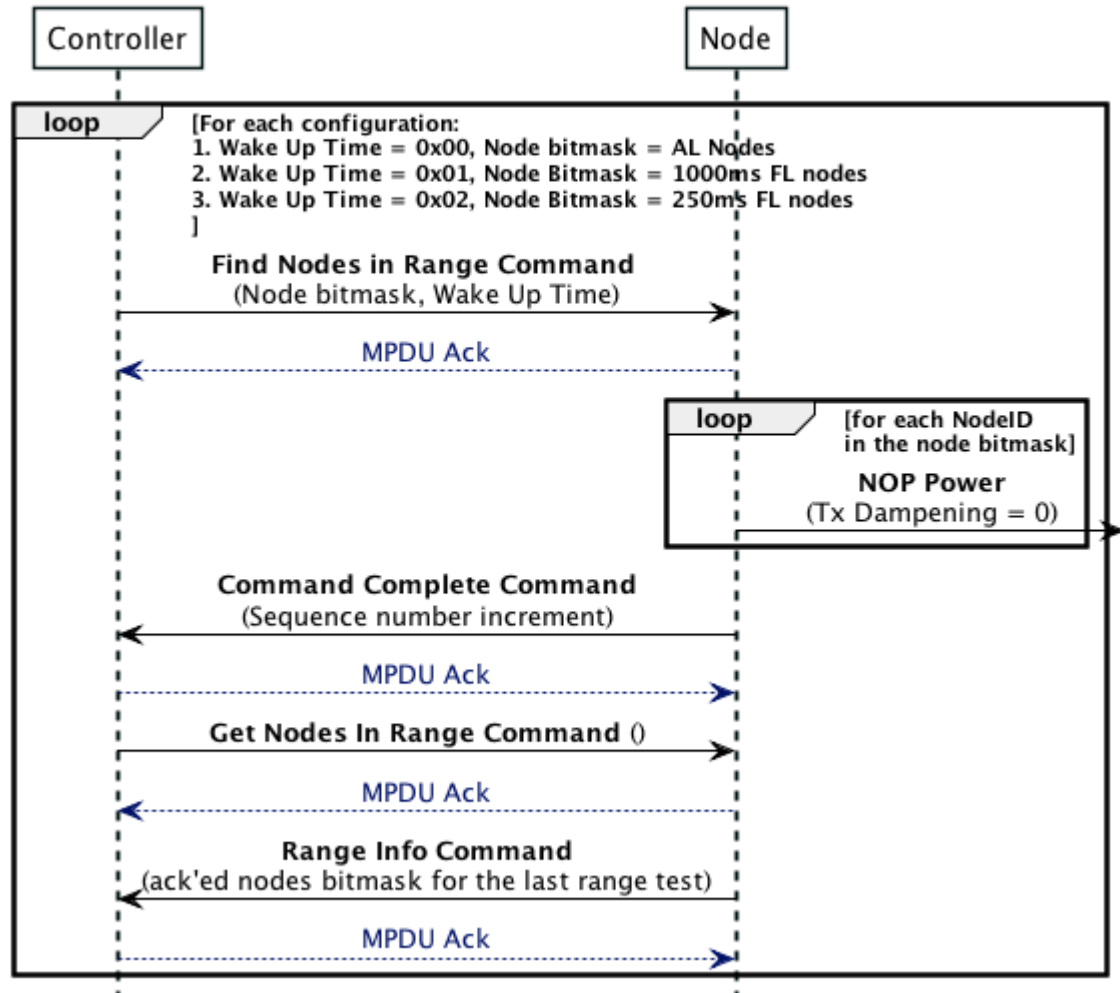 Controller
Node
loop
[For each configuration:
1. Wake Up Time = 0x00, Node bitmask = AL Nodes
2. Wake Up Time = 0x01, Node Bitmask = 1000ms FL nodes
3. Wake Up Time = 0x02, Node Bitmask = 250ms FL nodes
]
Find Nodes in Range Command
(Node bitmask, Wake Up Time)
MPDU Ack
loop
[for each NodeID
in the node bitmask]
NOP Power
(Tx Dampening = 0)
Command Complete Command
(Sequence number increment)
MPDU Ack
Get Nodes In Range Command ()
MPDU Ack
Range Info Command
(ack'ed nodes bitmask for the last range test)
MPDU Ack